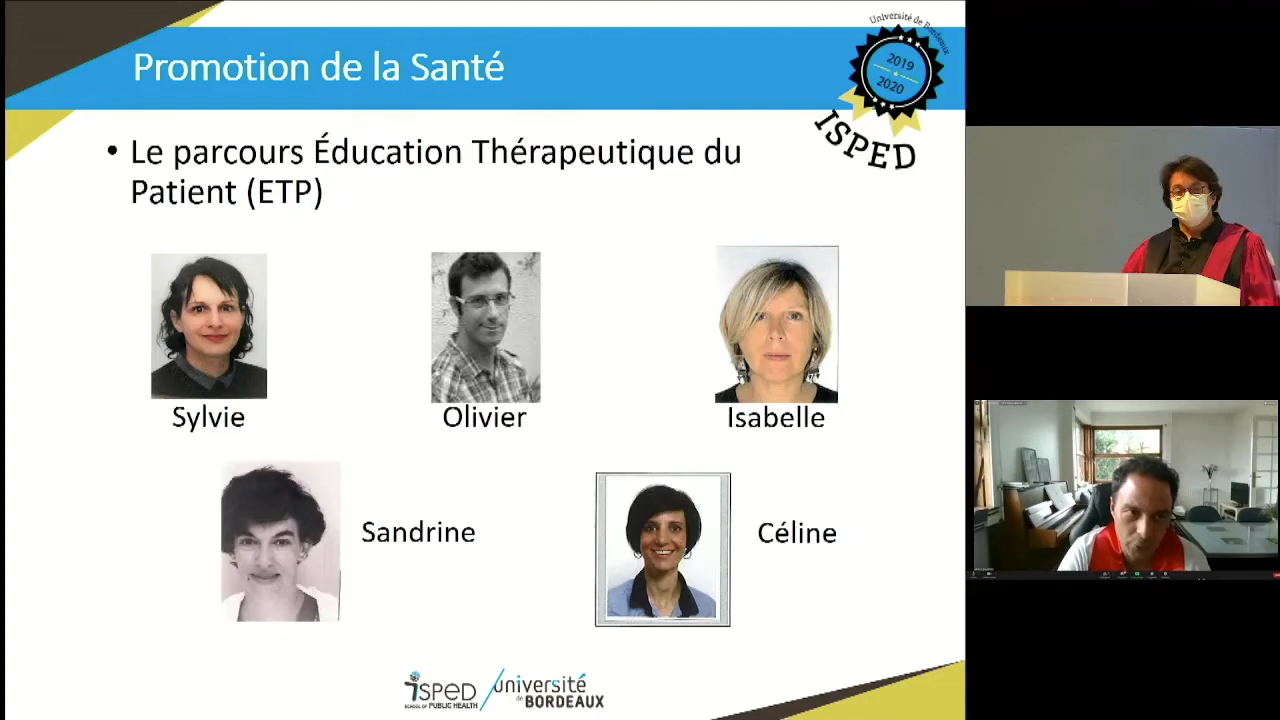 Promotion de la Santé
Université de Bordeaux
2019
2020
ISPED
• Le parcours Éducation Thérapeutique du
Patient (ETP)
Sylvie
Olivier
Isabelle
Sandrine
Céline
isped
SCHOOL OF PUBLIC HEALTH
université
de BORDEAUX